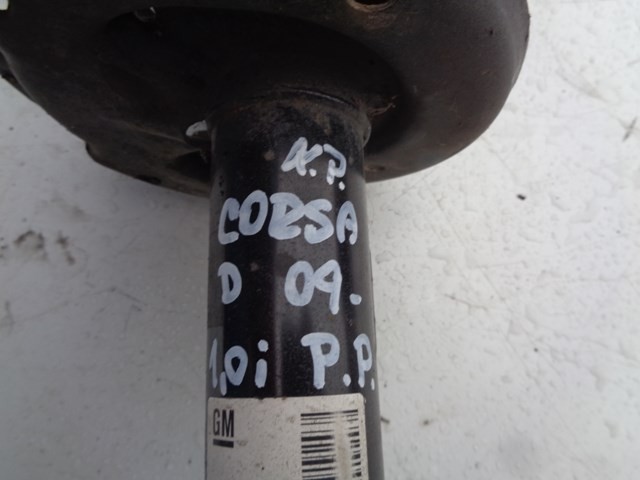 K.P.
CORSA
D 09.
1,0i P.P.
GM